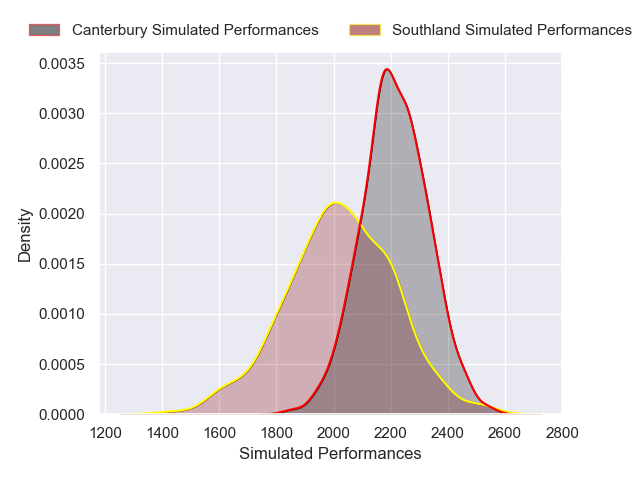 Canterbury Simulated Performances Southland Simulated Performances
0.0035
0.0030
0.0025
0.0020
0.0015
0.0010
0.0005
0.0000
Density
1200 1400 1600 1800 2000 2200 2400 2600 2800
Simulated Performances